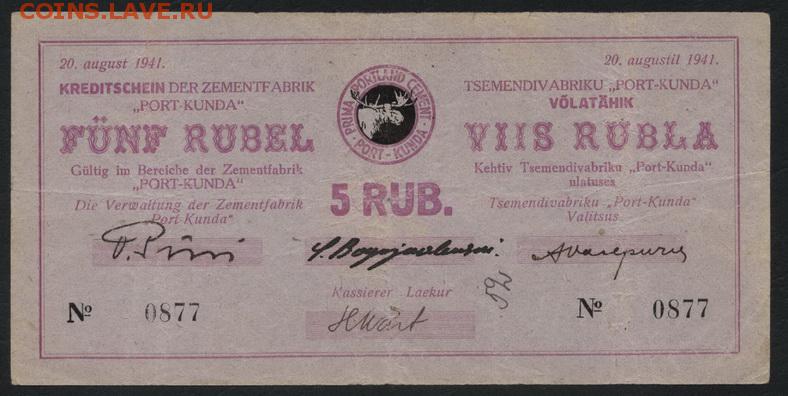 COINS.LAVE.RU
20. august 1941.
KREDITSCHEIN DER ZEMENTFABRIK
„PORT-KUNDA“
FÜNF RUBEL
Gültig im Bereiche der Zementfabrik
„PORT-KUNDA“
Die Verwaltung der Zementfabrik
„Port-Kunda“
PRIMA PORTLAND CEMENT
PORT-KUNDA
5 RUB.
20. augustil 1941.
TSEMENDIVABRIKU „PORT-KUNDA“
VÕLATÄHIK
VIIS RUBLA
Kehtiv Tsemendivabriku „Port-Kunda“
ulatuses
Tsemendivabriku „Port-Kunda“
Valitsus
Kassierer Laekur
№ 0877
№ 0877